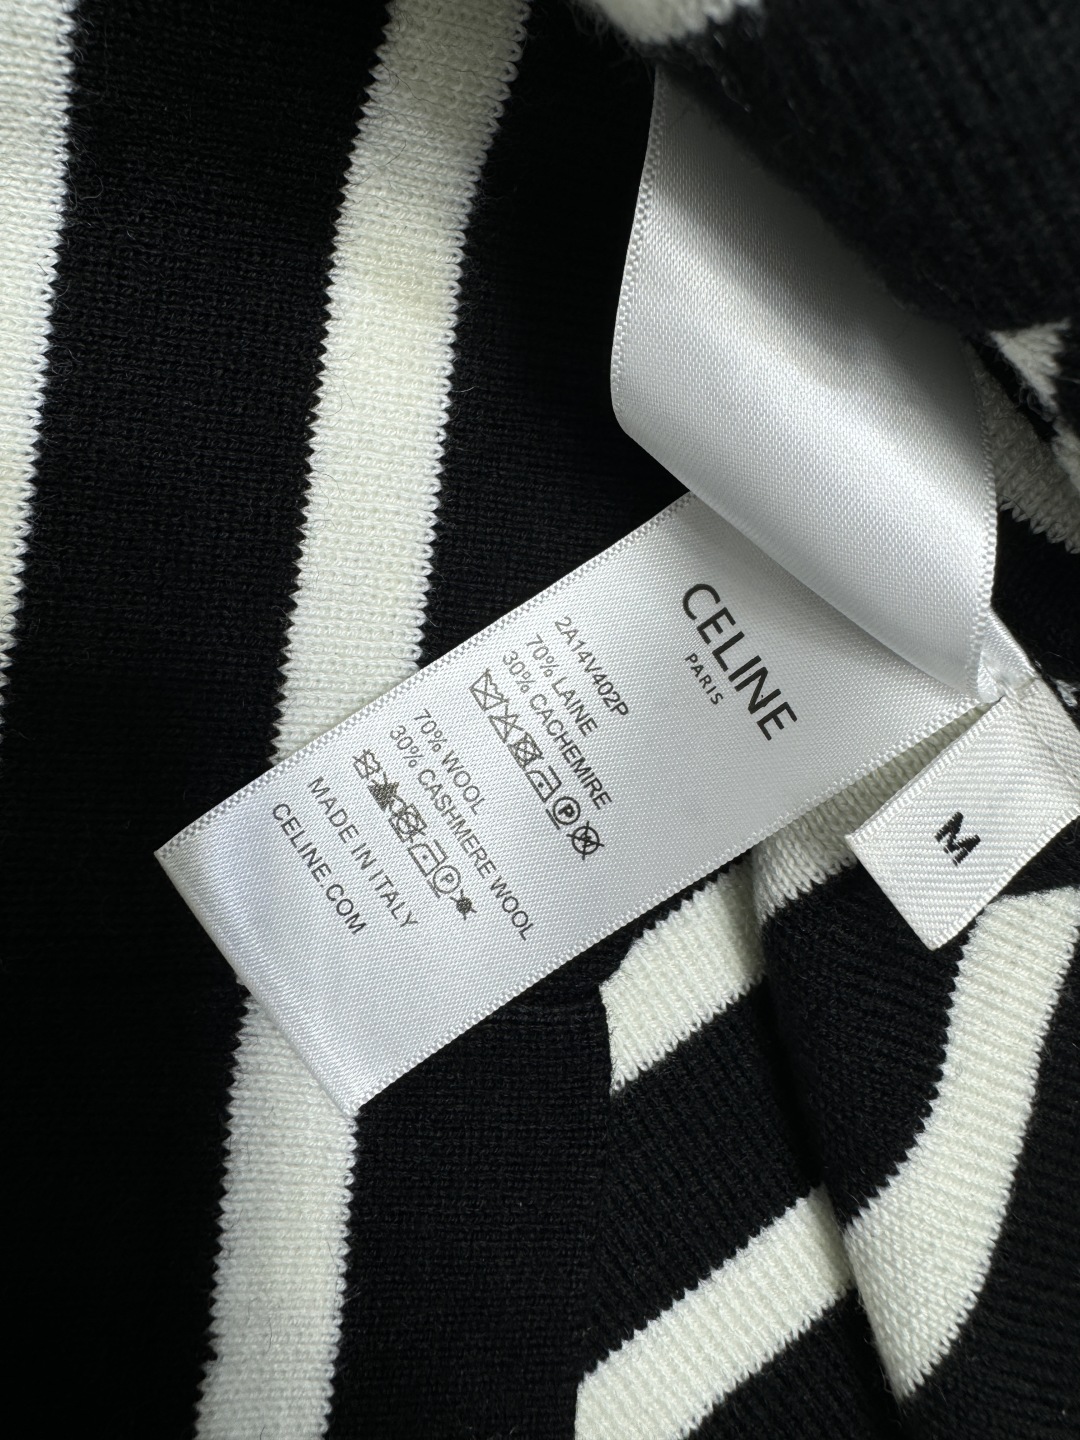 CELINE
PARIS
2A14V402P
70% LAINE
30% CACHEMIRE
P
70% WOOL
30% CASHMERE WOOL
P
MADE IN ITALY
CELINE.COM
M